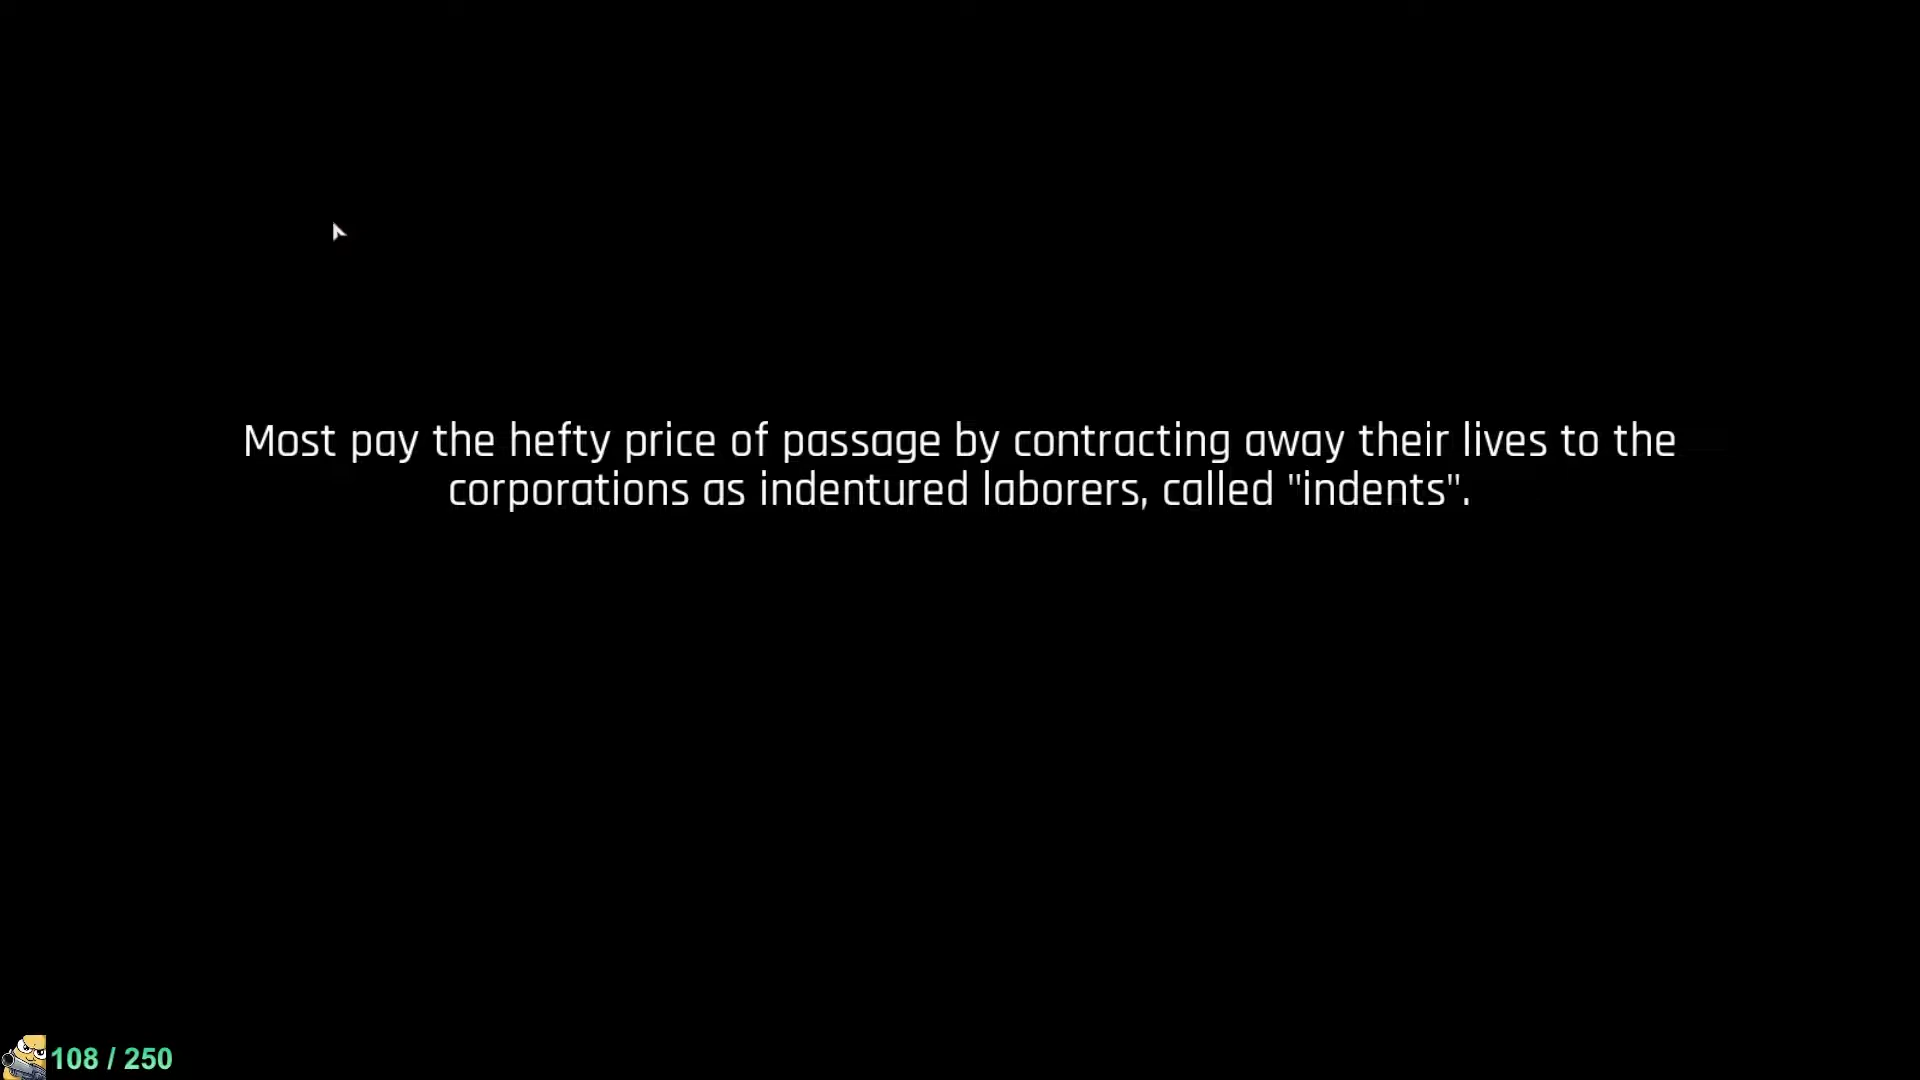 Most pay the hefty price of passage by contracting away their lives to the
corporations as indentured laborers, called "indents".
108 / 250